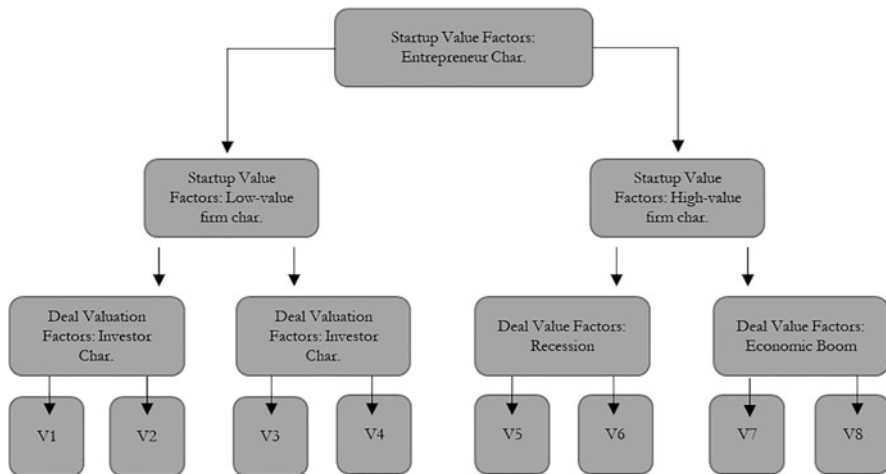 Startup Value Factors:
Entrepreneur Char.
Startup Value
Factors: Low-value
firm char.
Startup Value
Factors: High-value
firm char.
Deal Valuation
Factors: Investor
Char.
Deal Valuation
Factors: Investor
Char.
Deal Value Factors:
Recession
Deal Value Factors:
Economic Boom
V1
V2
V3
V4
V5
V6
V7
V8